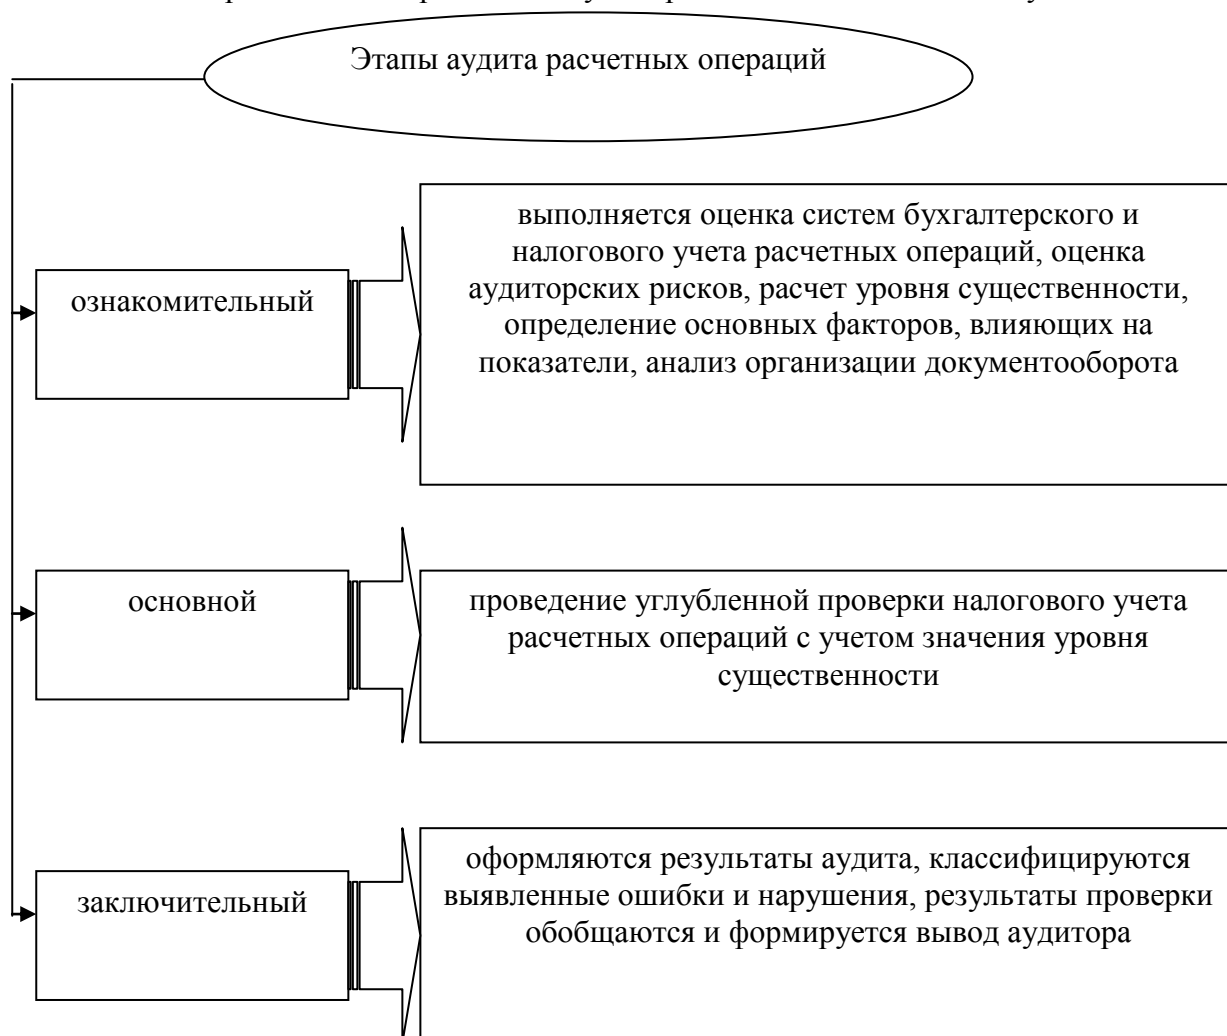 Этапы аудита расчетных операций
выполняется оценка систем бухгалтерского и
налогового учета расчетных операций, оценка
аудиторских рисков, расчет уровня существенности,
определение основных факторов, влияющих на
показатели, анализ организации документооборота
ознакомительный
основной
проведение углубленной проверки налогового учета
расчетных операций с учетом значения уровня
существенности
заключительный
оформляются результаты аудита, классифицируются
выявленные ошибки и нарушения, результаты проверки
обобщаются и формируется вывод аудитора